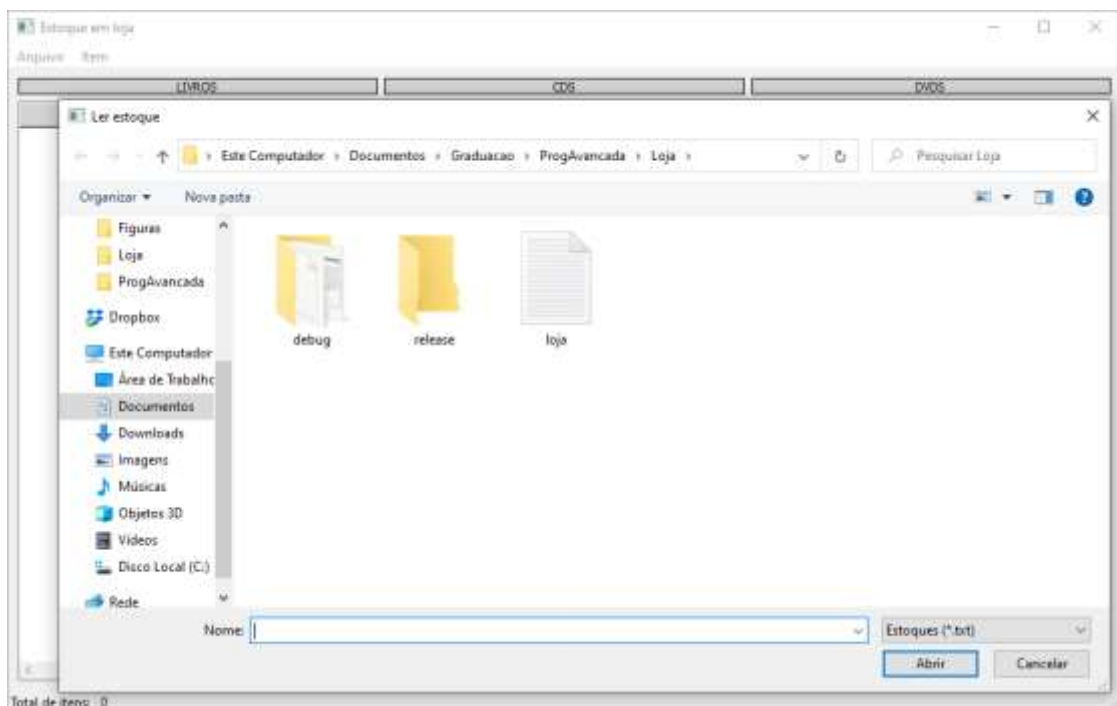 Estoque em loja
Arquivo Item
LIVROS CDS DVDS
Ler estoque
Este Computador › Documentos › Graduacao › ProgAvancada › Loja ›
Pesquisar Loja
Organizar Nova pasta
Figuras
Loja
ProgAvancada
Dropbox
Este Computador
Área de Trabalho
Documentos
Downloads
Imagens
Músicas
Objetos 3D
Vídeos
Disco Local (C:)
Rede
debug release loja
Nome:
Estoques (*.txt)
Abrir Cancelar
Total de itens: 0